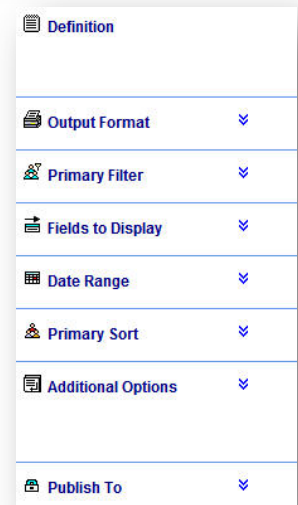 Definition
Output Format
Primary Filter
Fields to Display
Date Range
Primary Sort
Additional Options
Publish To